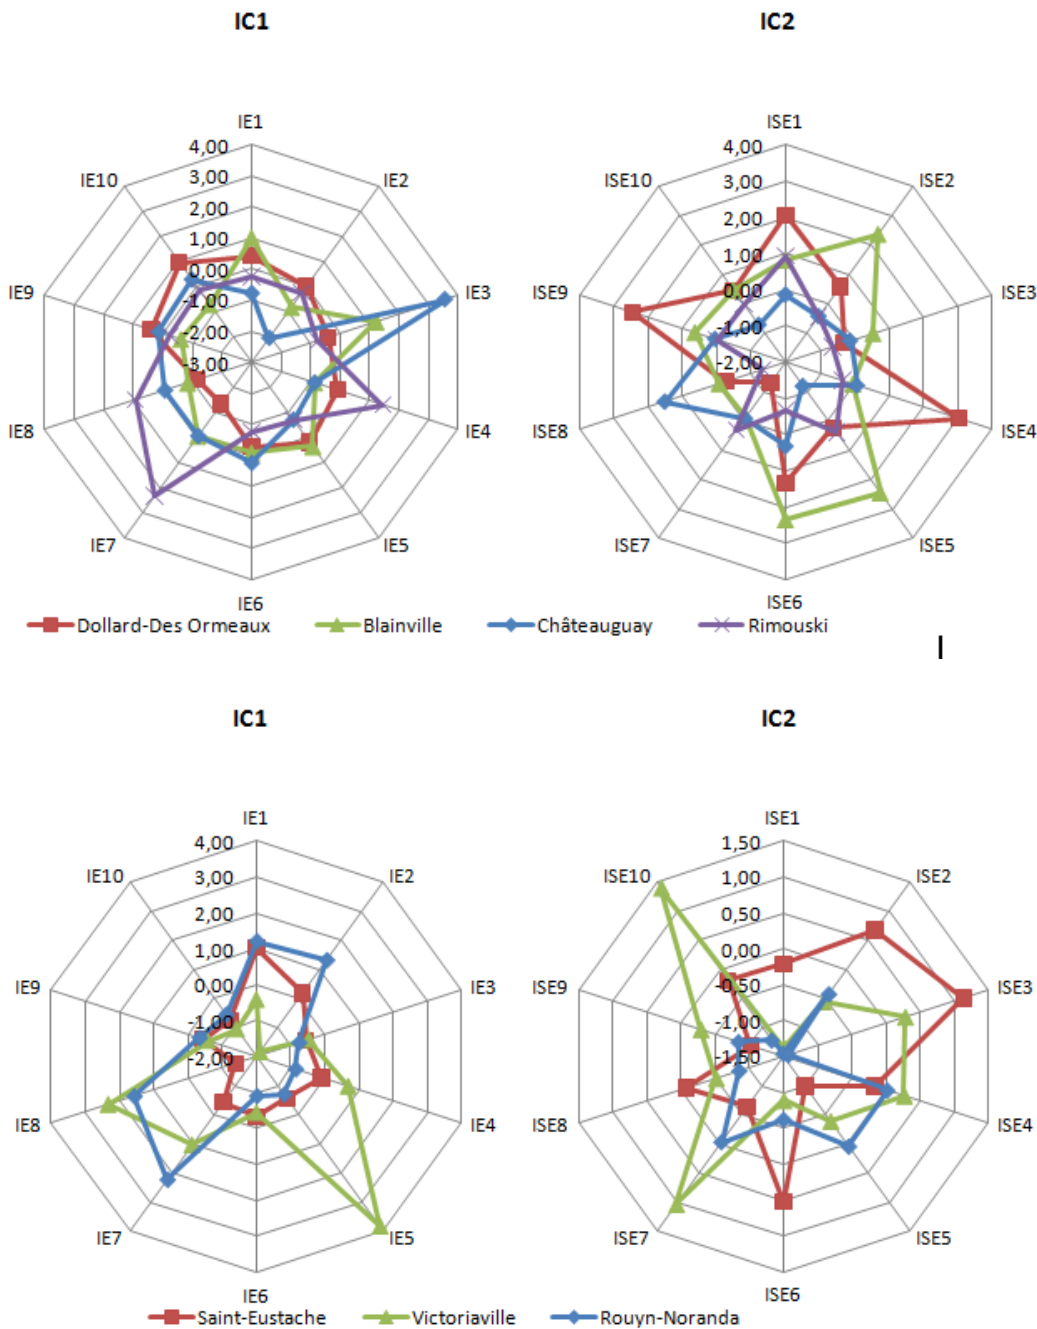 IC1
IC2
IE1
4,00
3,00
2,00
1,00
0,00
-1,00
-2,00
-3,00
IE2
IE3
IE4
IE5
IE6
IE7
IE8
IE9
IE10
ISE1
4,00
3,00
2,00
1,00
0,00
-1,00
-2,00
ISE2
ISE3
ISE4
ISE5
ISE6
ISE7
ISE8
ISE9
ISE10
Dollard-Des Ormeaux
Blainville
Châteauguay
Rimouski
IC1
IC2
IE1
4,00
3,00
2,00
1,00
0,00
-1,00
-2,00
IE2
IE3
IE4
IE5
IE6
IE7
IE8
IE9
IE10
ISE1
1,50
1,00
0,50
0,00
-0,50
-1,00
-1,50
ISE2
ISE3
ISE4
ISE5
ISE6
ISE7
ISE8
ISE9
ISE10
Saint-Eustache
Victoriaville
Rouyn-Noranda